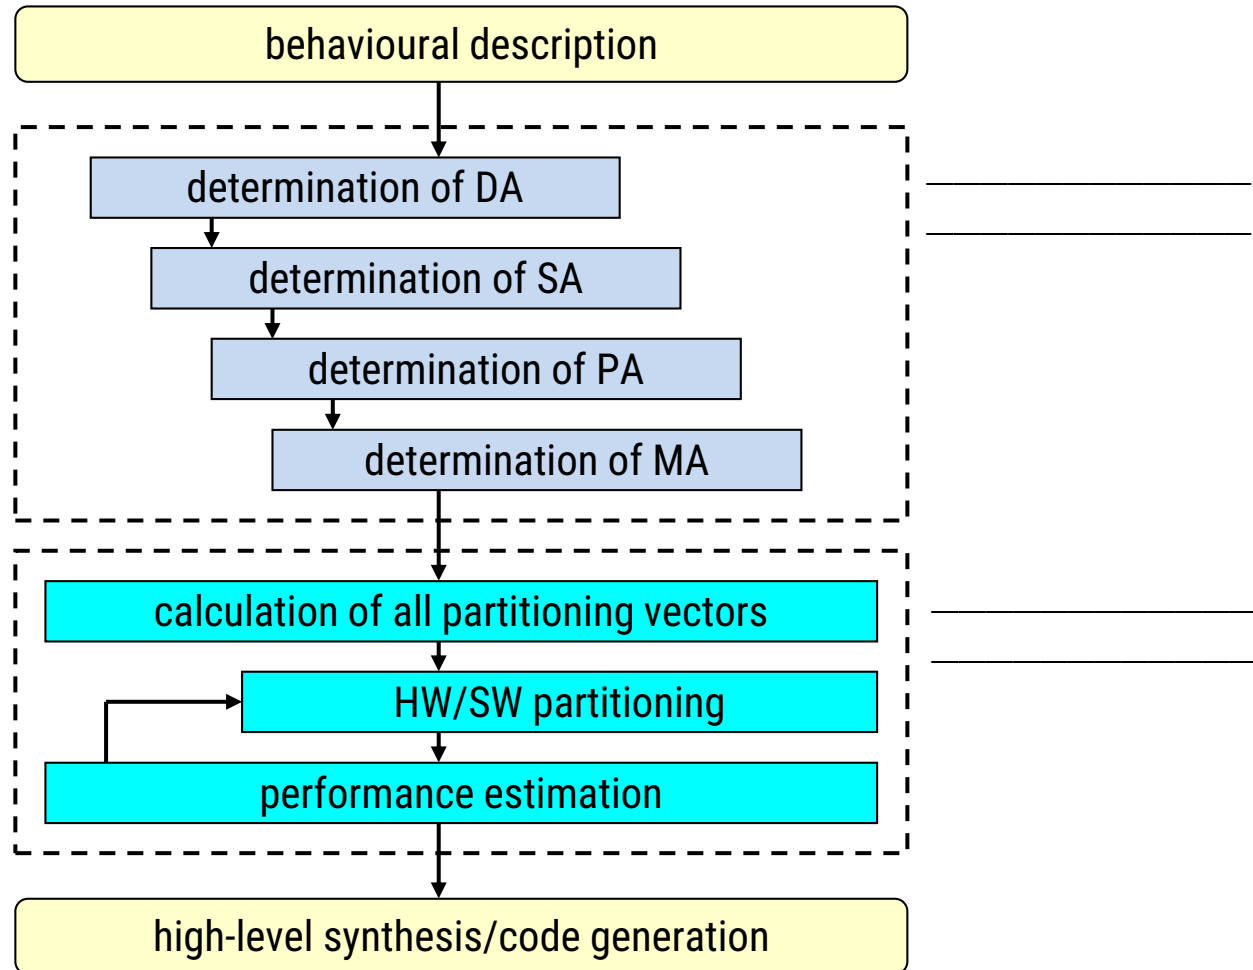 behavioural description
determination of DA
determination of SA
determination of PA
determination of MA
calculation of all partitioning vectors
HW/SW partitioning
performance estimation
high-level synthesis/code generation